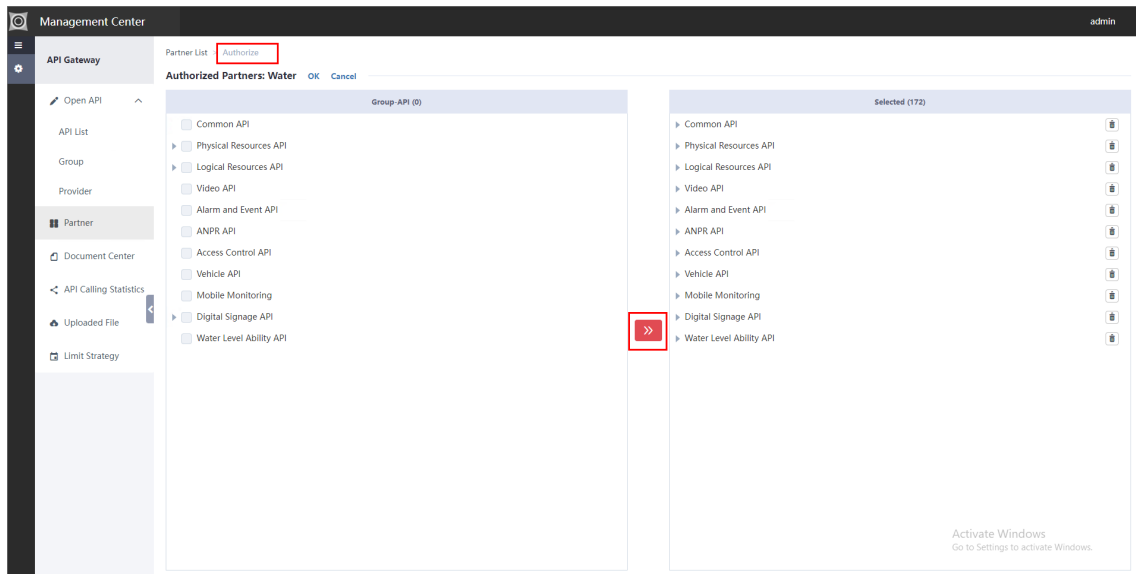 Management Center
admin
API Gateway
Partner List > Authorize
Authorized Partners: Water OK Cancel
Open API
API List
Group
Provider
Partner
Document Center
API Calling Statistics
Uploaded File
Limit Strategy
Group-API (0)
Common API
Physical Resources API
Logical Resources API
Video API
Alarm and Event API
ANPR API
Access Control API
Vehicle API
Mobile Monitoring
Digital Signage API
Water Level Ability API
Selected (172)
Common API
Physical Resources API
Logical Resources API
Video API
Alarm and Event API
ANPR API
Access Control API
Vehicle API
Mobile Monitoring
Digital Signage API
Water Level Ability API
Activate Windows
Go to Settings to activate Windows.